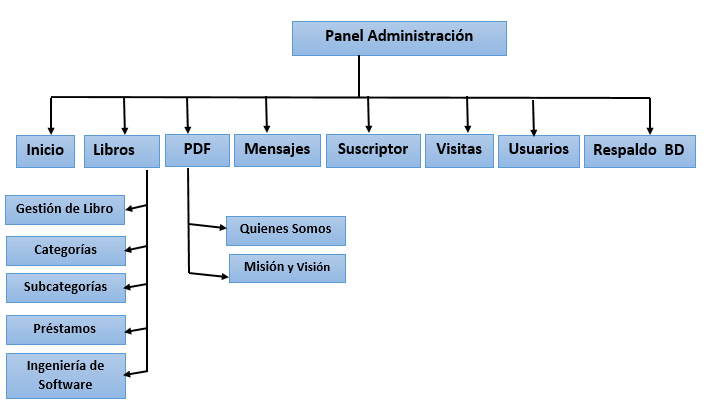 Panel Administración
Inicio
Libros
PDF
Mensajes
Suscriptor
Visitas
Usuarios
Respaldo BD
Gestión de Libro
Categorías
Subcategorías
Préstamos
Ingeniería de
Software
Quienes Somos
Misión y Visión